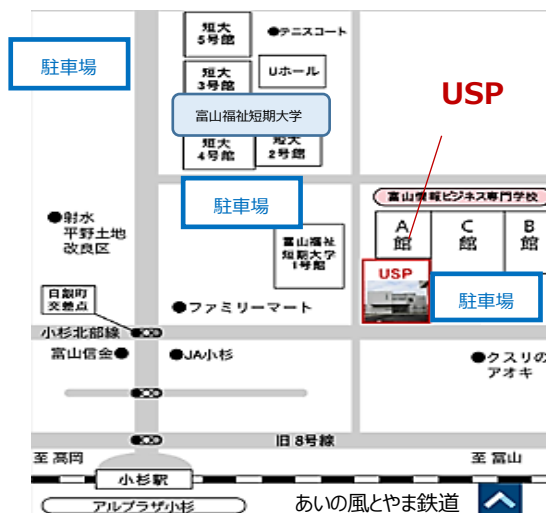 短大
5号館
●テニスコート
駐車場
短大
3号館
Uホール
USP
富山福祉短期大学
短大
4号館
短大
2号館
駐車場
富山情報ビジネス専門学校
●射水
平野土地
改良区
A
館
C
館
B
館
富山福祉
短期大学
1号館
USP
駐車場
●ファミリーマート
小杉北部線
富山信金●
●JA小杉
●クスリの
アオキ
旧8号線
至高岡
至富山
小杉駅
アルプラザ小杉
あいの風とやま鉄道